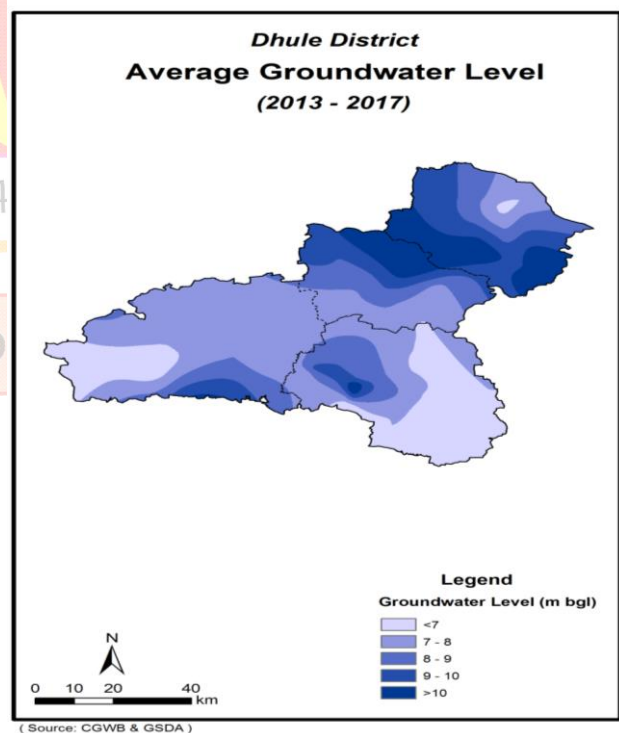 Dhule District
Average Groundwater Level
(2013 - 2017)
Legend
Groundwater Level (m bgl)
<7
7 - 8
8 - 9
9 - 10
>10
N
0 10 20 40
km
( Source: CGWB & GSDA )